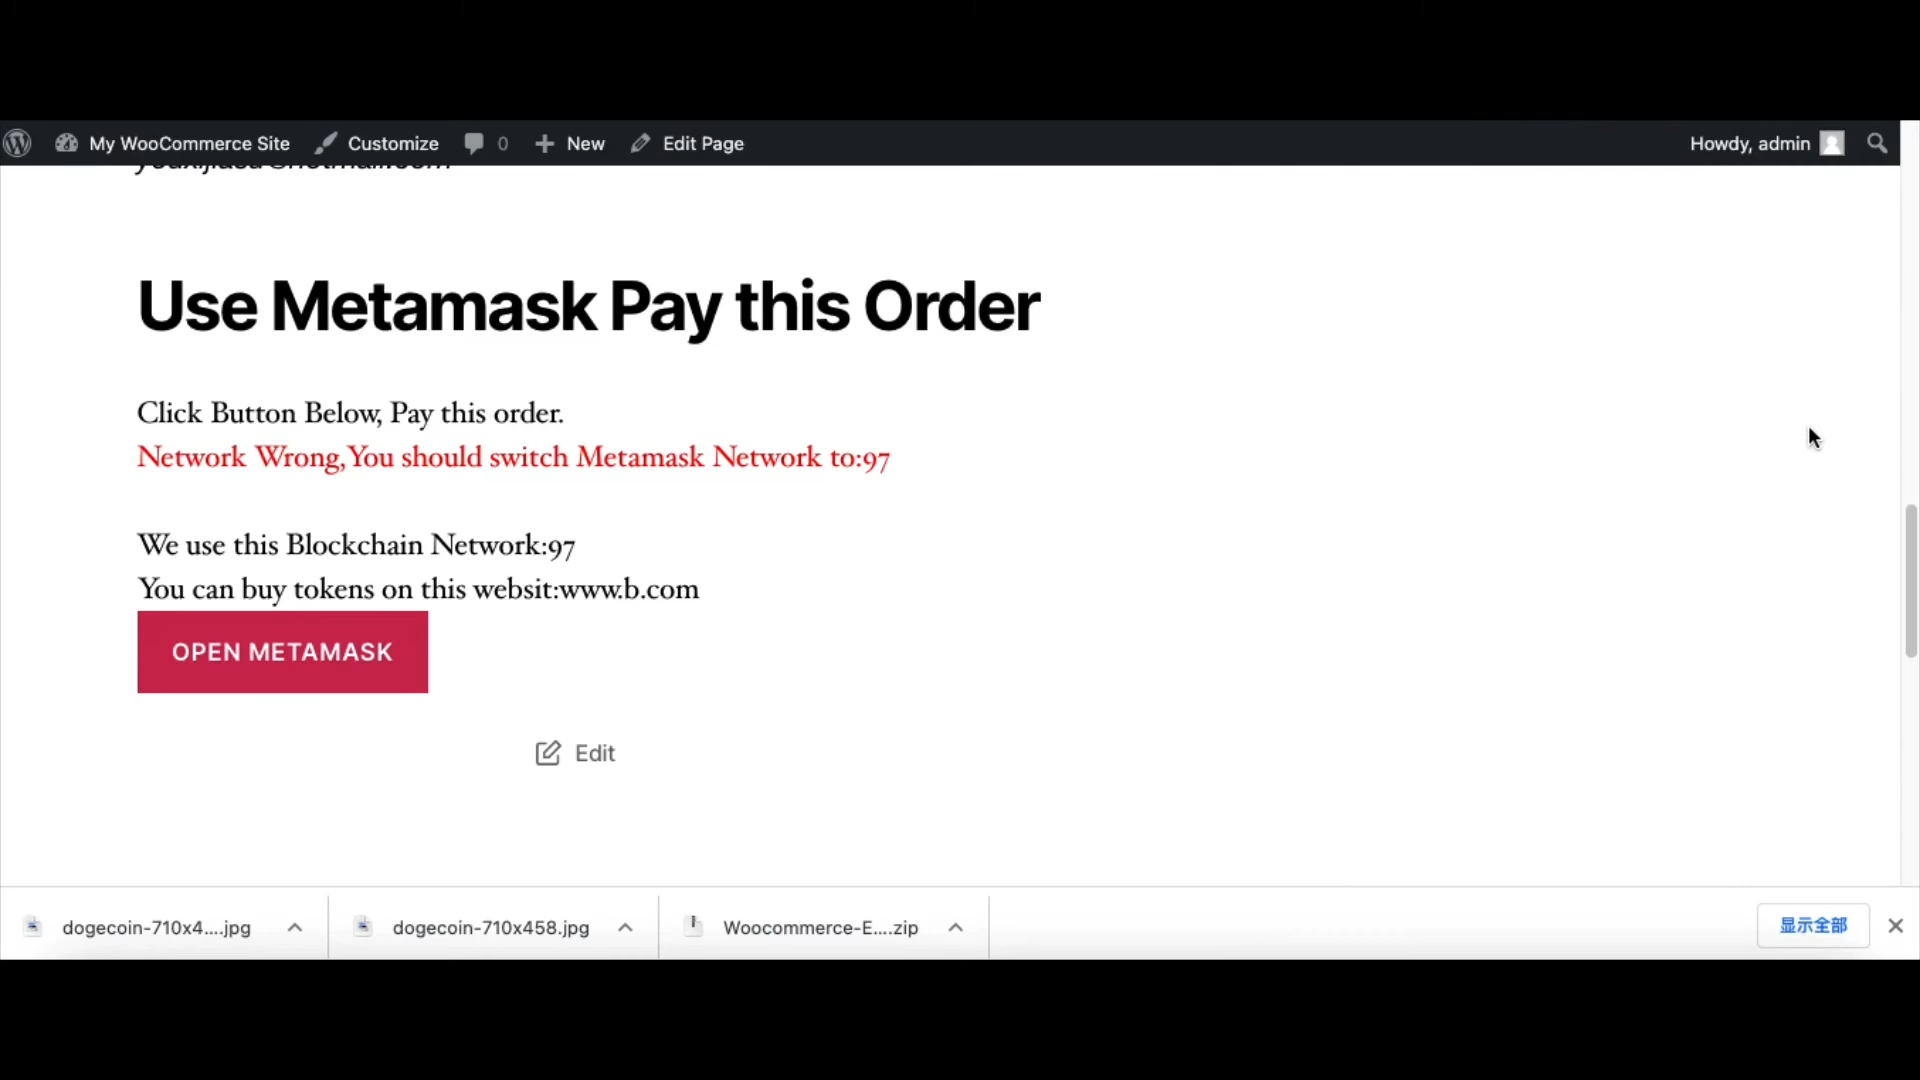 My WooCommerce Site Customize 0 New Edit Page Howdy, admin
Use Metamask Pay this Order
Click Button Below, Pay this order.
Network Wrong,You should switch Metamask Network to:97
We use this Blockchain Network:97
You can buy tokens on this websit:www.b.com
OPEN METAMASK
Edit
dogecoin-710x4....jpg dogecoin-710x458.jpg Woocommerce-E....zip 显示全部